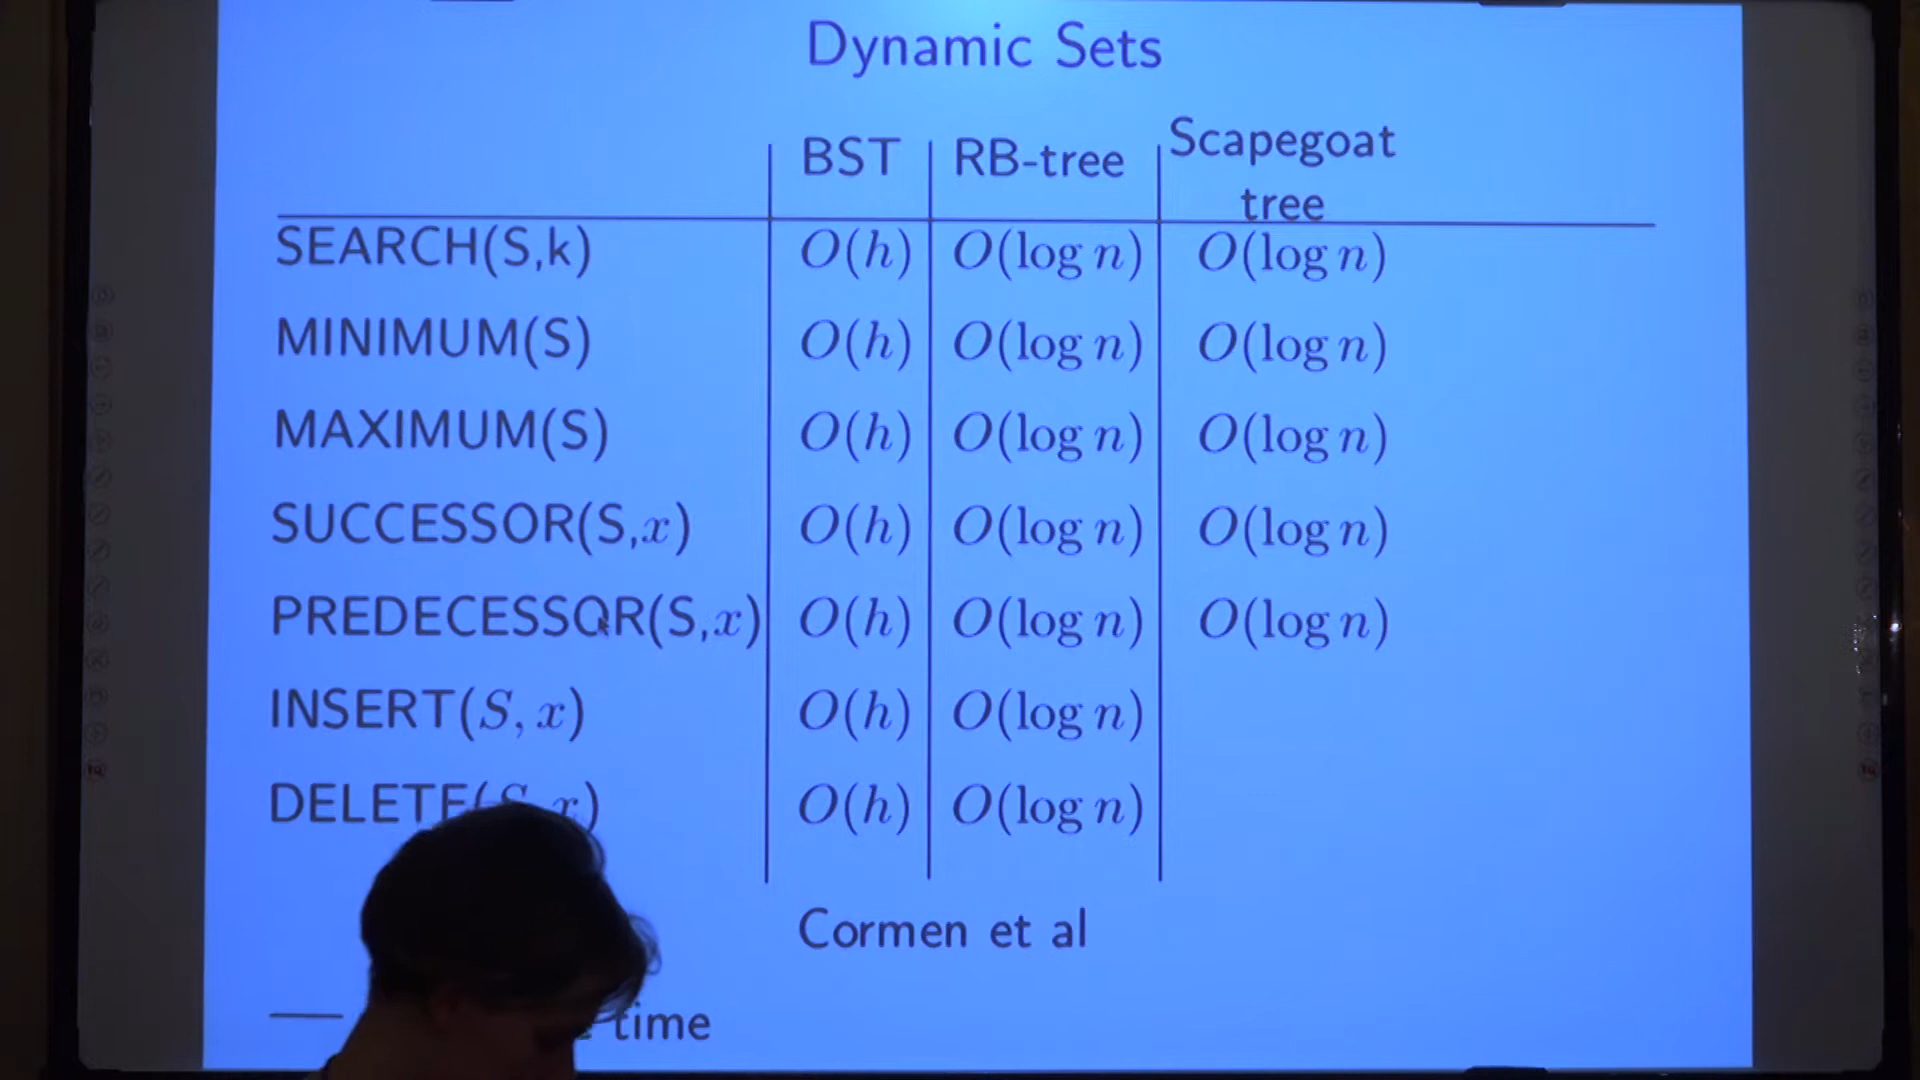 Dynamic Sets
BST RB-tree Scapegoat
tree
SEARCH(S,k) O(h) O(log n) O(log n)
MINIMUM(S) O(h) O(log n) O(log n)
MAXIMUM(S) O(h) O(log n) O(log n)
SUCCESSOR(S,x) O(h) O(log n) O(log n)
PREDECESSOR(S,x) O(h) O(log n) O(log n)
INSERT(S, x) O(h) O(log n)
DELETE(S, x) O(h) O(log n)
Cormen et al
time